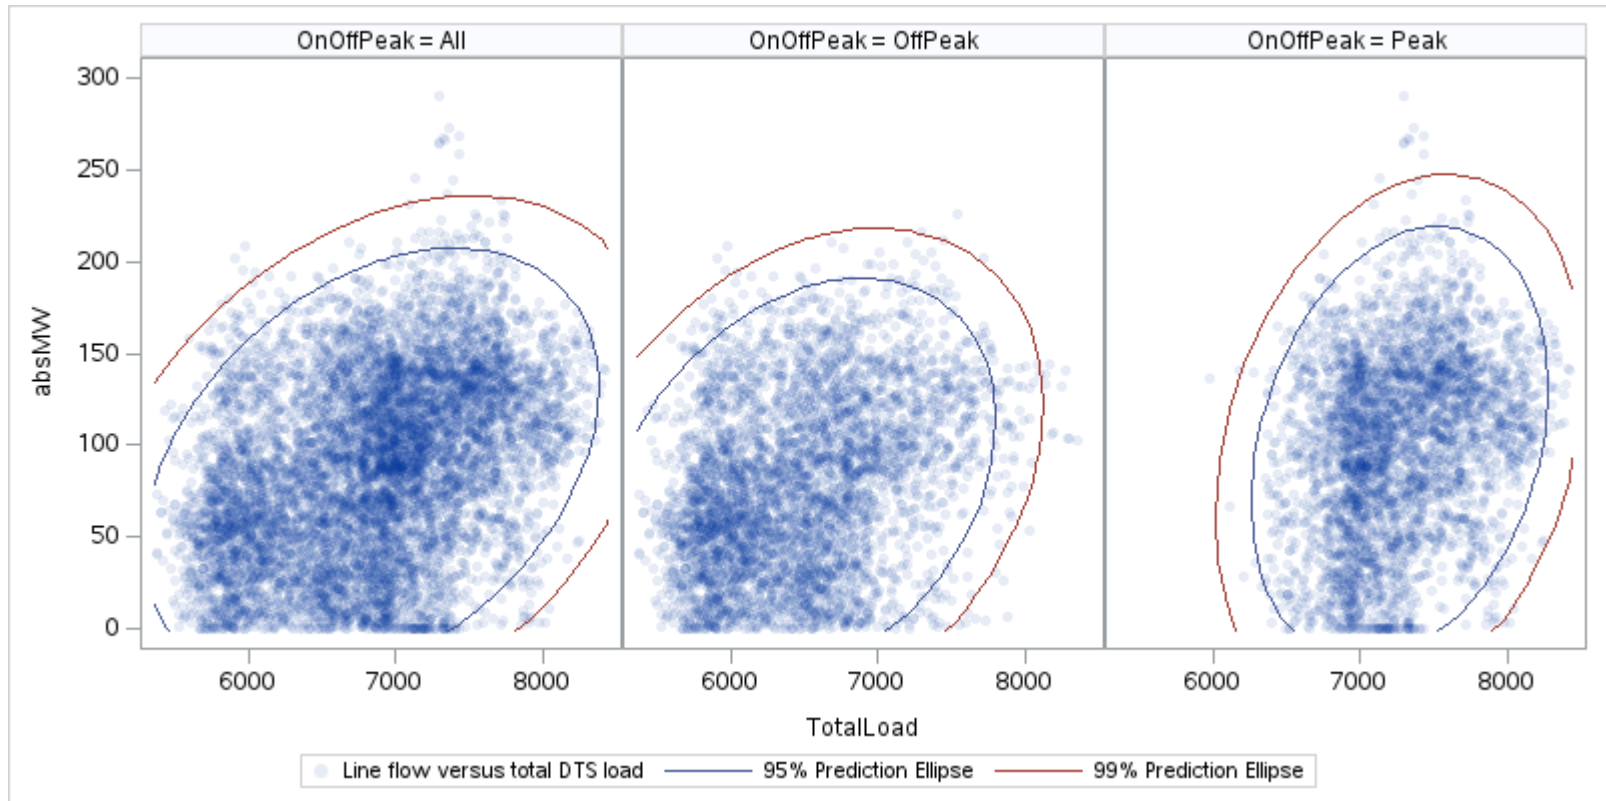 OnOffPeak = All
OnOffPeak = OffPeak
OnOffPeak = Peak
300
250
200
150
100
50
0
absMW
6000 7000 8000
6000 7000 8000
6000 7000 8000
TotalLoad
Line flow versus total DTS load
95% Prediction Ellipse
99% Prediction Ellipse